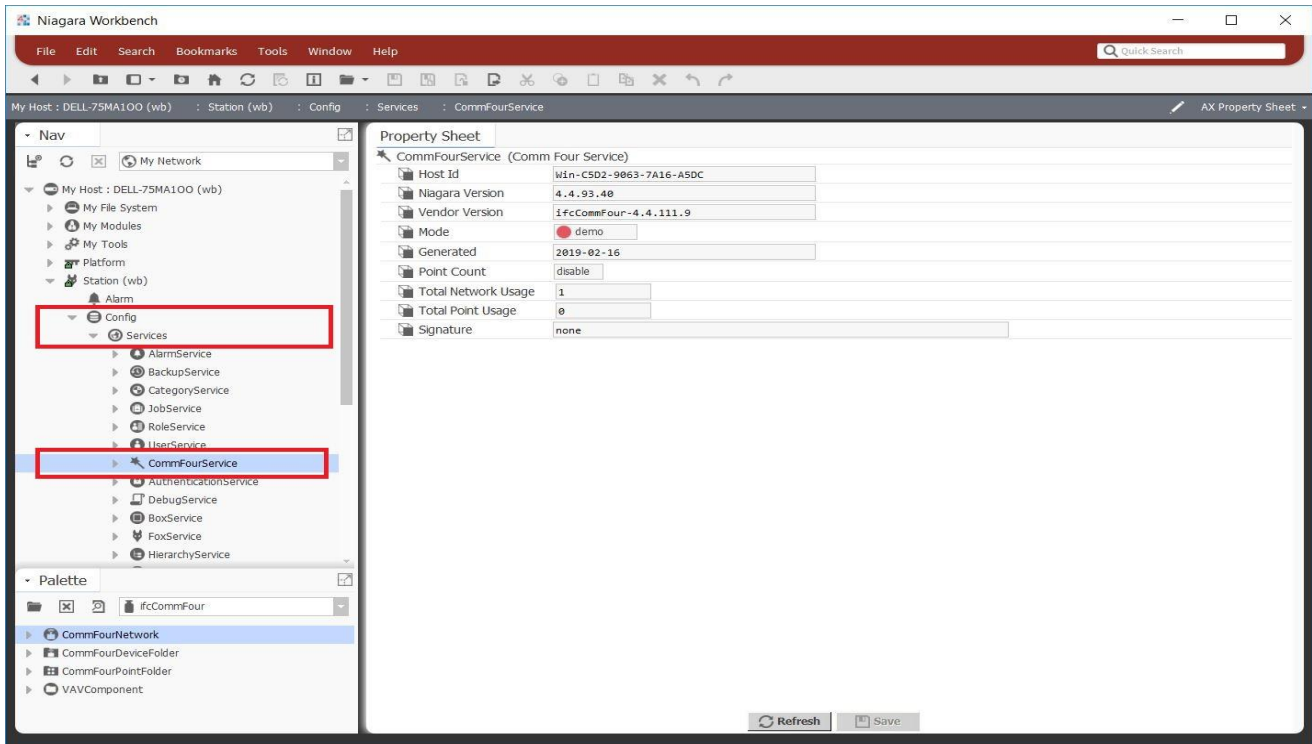 Niagara Workbench
File Edit Search Bookmarks Tools Window Help
Quick Search
My Host : DELL-75MA1OO (wb) : Station (wb) : Config : Services : CommFourService
AX Property Sheet
Nav
My Network
My Host : DELL-75MA1OO (wb)
My File System
My Modules
My Tools
Platform
Station (wb)
Alarm
Config
Services
AlarmService
BackupService
CategoryService
JobService
RoleService
UserService
CommFourService
AuthenticationService
DebugService
BoxService
FoxService
HierarchyService
Palette
ifcCommFour
CommFourNetwork
CommFourDeviceFolder
CommFourPointFolder
VAVComponent
Property Sheet
CommFourService (Comm Four Service)
Host Id Win-C5D2-9063-7A16-A5DC
Niagara Version 4.4.93.40
Vendor Version ifcCommFour-4.4.111.9
Mode demo
Generated 2019-02-16
Point Count disable
Total Network Usage 1
Total Point Usage 0
Signature none
Refresh Save